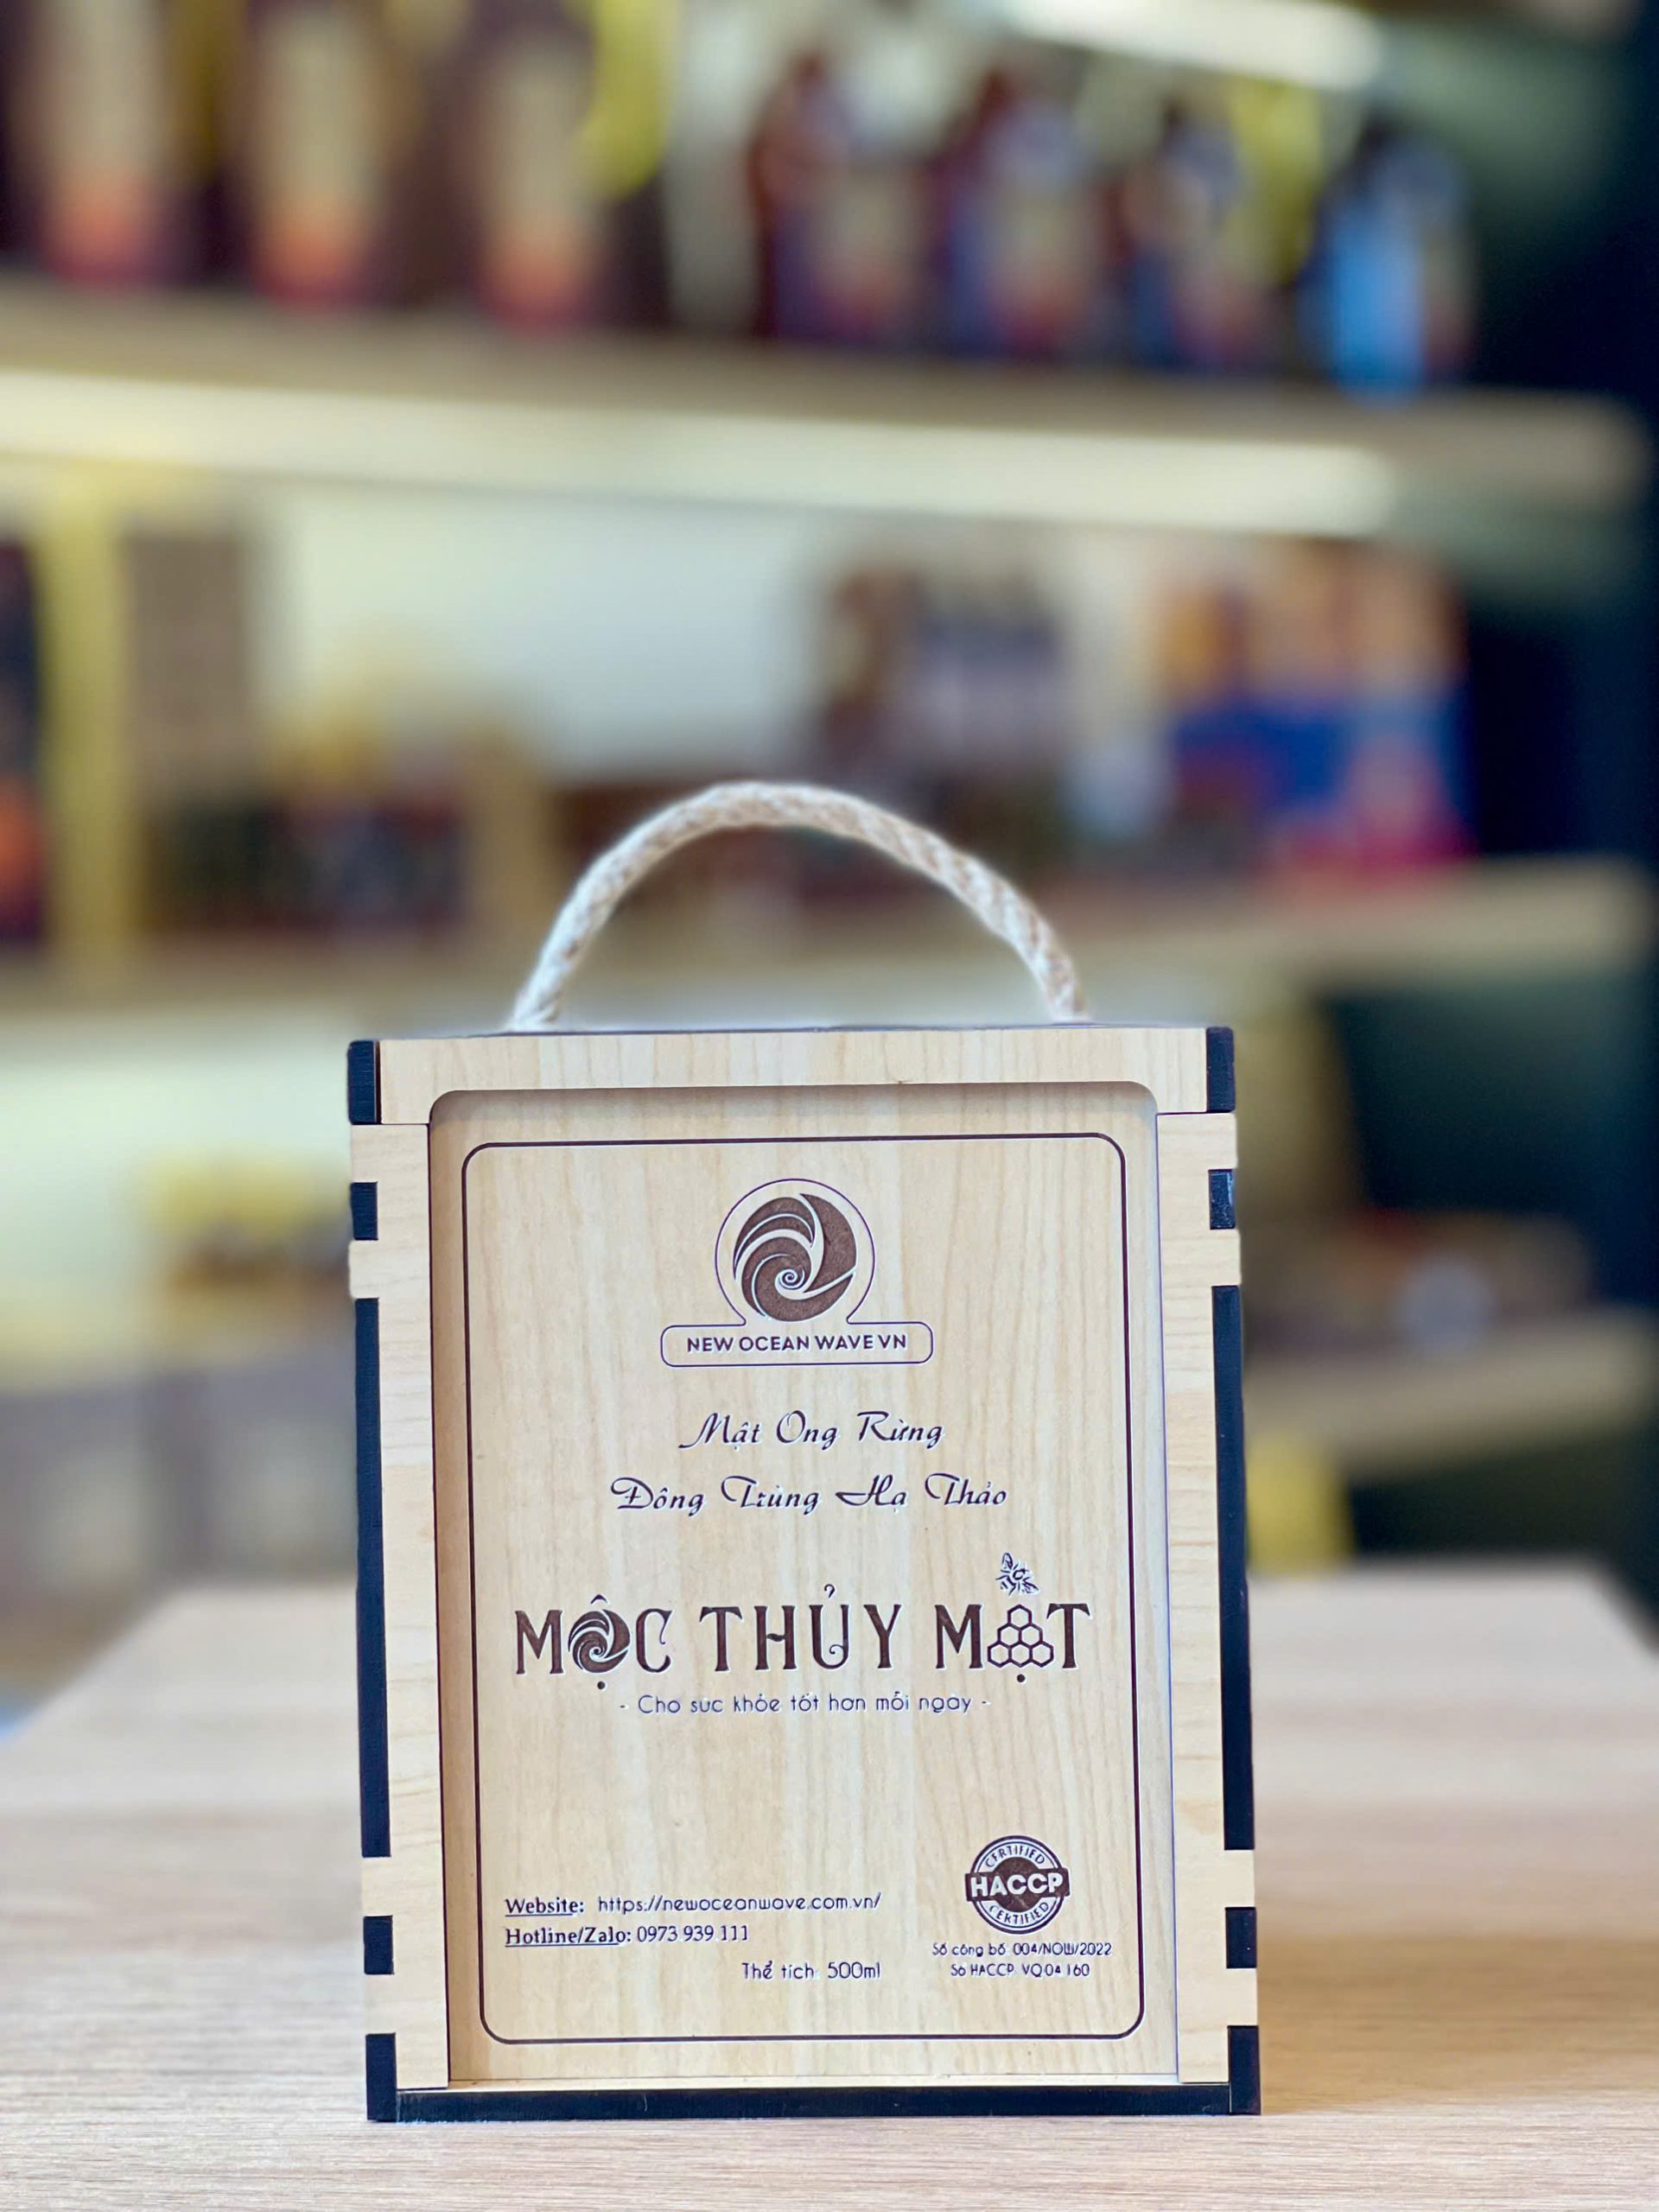 NEW OCEAN WAVE VN
Mật Ong Rừng
Đông Trùng Hạ Thảo
MỘC THỦY MẬT
- Cho sức khỏe tốt hơn mỗi ngày -
CERTIFIED
HACCP
CERTIFIED
Website: https://newoceanwave.com.vn/
Hotline/Zalo: 0973 939 111
Thể tích: 500ml
Số công bố: 004/NOW/2022
Số HACCP: VQ.04.160